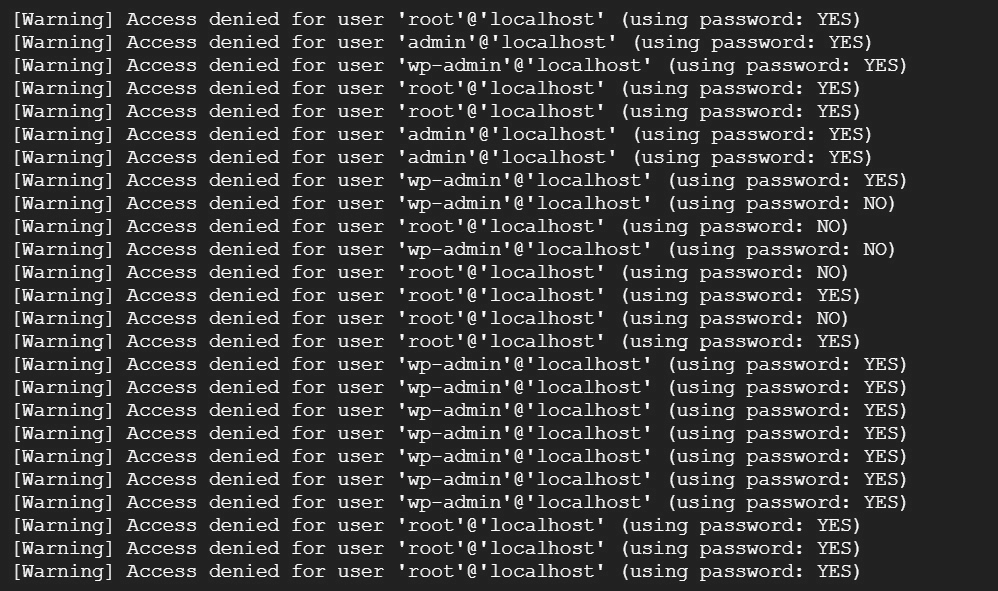 [Warning] Access denied for user 'root'@'localhost' (using password: YES)
[Warning] Access denied for user 'admin'@'localhost' (using password: YES)
[Warning] Access denied for user 'wp-admin'@'localhost' (using password: YES)
[Warning] Access denied for user 'root'@'localhost' (using password: YES)
[Warning] Access denied for user 'root'@'localhost' (using password: YES)
[Warning] Access denied for user 'admin'@'localhost' (using password: YES)
[Warning] Access denied for user 'admin'@'localhost' (using password: YES)
[Warning] Access denied for user 'wp-admin'@'localhost' (using password: YES)
[Warning] Access denied for user 'wp-admin'@'localhost' (using password: NO)
[Warning] Access denied for user 'root'@'localhost' (using password: NO)
[Warning] Access denied for user 'wp-admin'@'localhost' (using password: NO)
[Warning] Access denied for user 'root'@'localhost' (using password: NO)
[Warning] Access denied for user 'root'@'localhost' (using password: YES)
[Warning] Access denied for user 'root'@'localhost' (using password: NO)
[Warning] Access denied for user 'root'@'localhost' (using password: YES)
[Warning] Access denied for user 'wp-admin'@'localhost' (using password: YES)
[Warning] Access denied for user 'wp-admin'@'localhost' (using password: YES)
[Warning] Access denied for user 'wp-admin'@'localhost' (using password: YES)
[Warning] Access denied for user 'wp-admin'@'localhost' (using password: YES)
[Warning] Access denied for user 'wp-admin'@'localhost' (using password: YES)
[Warning] Access denied for user 'wp-admin'@'localhost' (using password: YES)
[Warning] Access denied for user 'wp-admin'@'localhost' (using password: YES)
[Warning] Access denied for user 'root'@'localhost' (using password: YES)
[Warning] Access denied for user 'root'@'localhost' (using password: YES)
[Warning] Access denied for user 'root'@'localhost' (using password: YES)